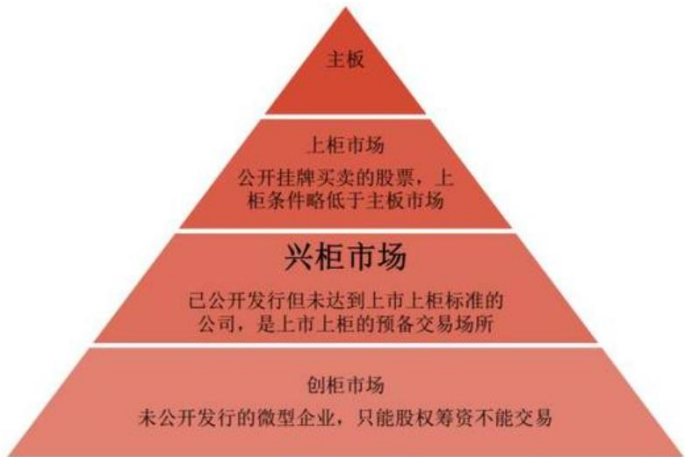 主板
上柜市场
公开挂牌买卖的股票，上
柜条件略低于主板市场
兴柜市场
已公开发行但未达到上市上柜标准的
公司，是上市上柜的预备交易场所
创柜市场
未公开发行的微型企业，只能股权筹资不能交易